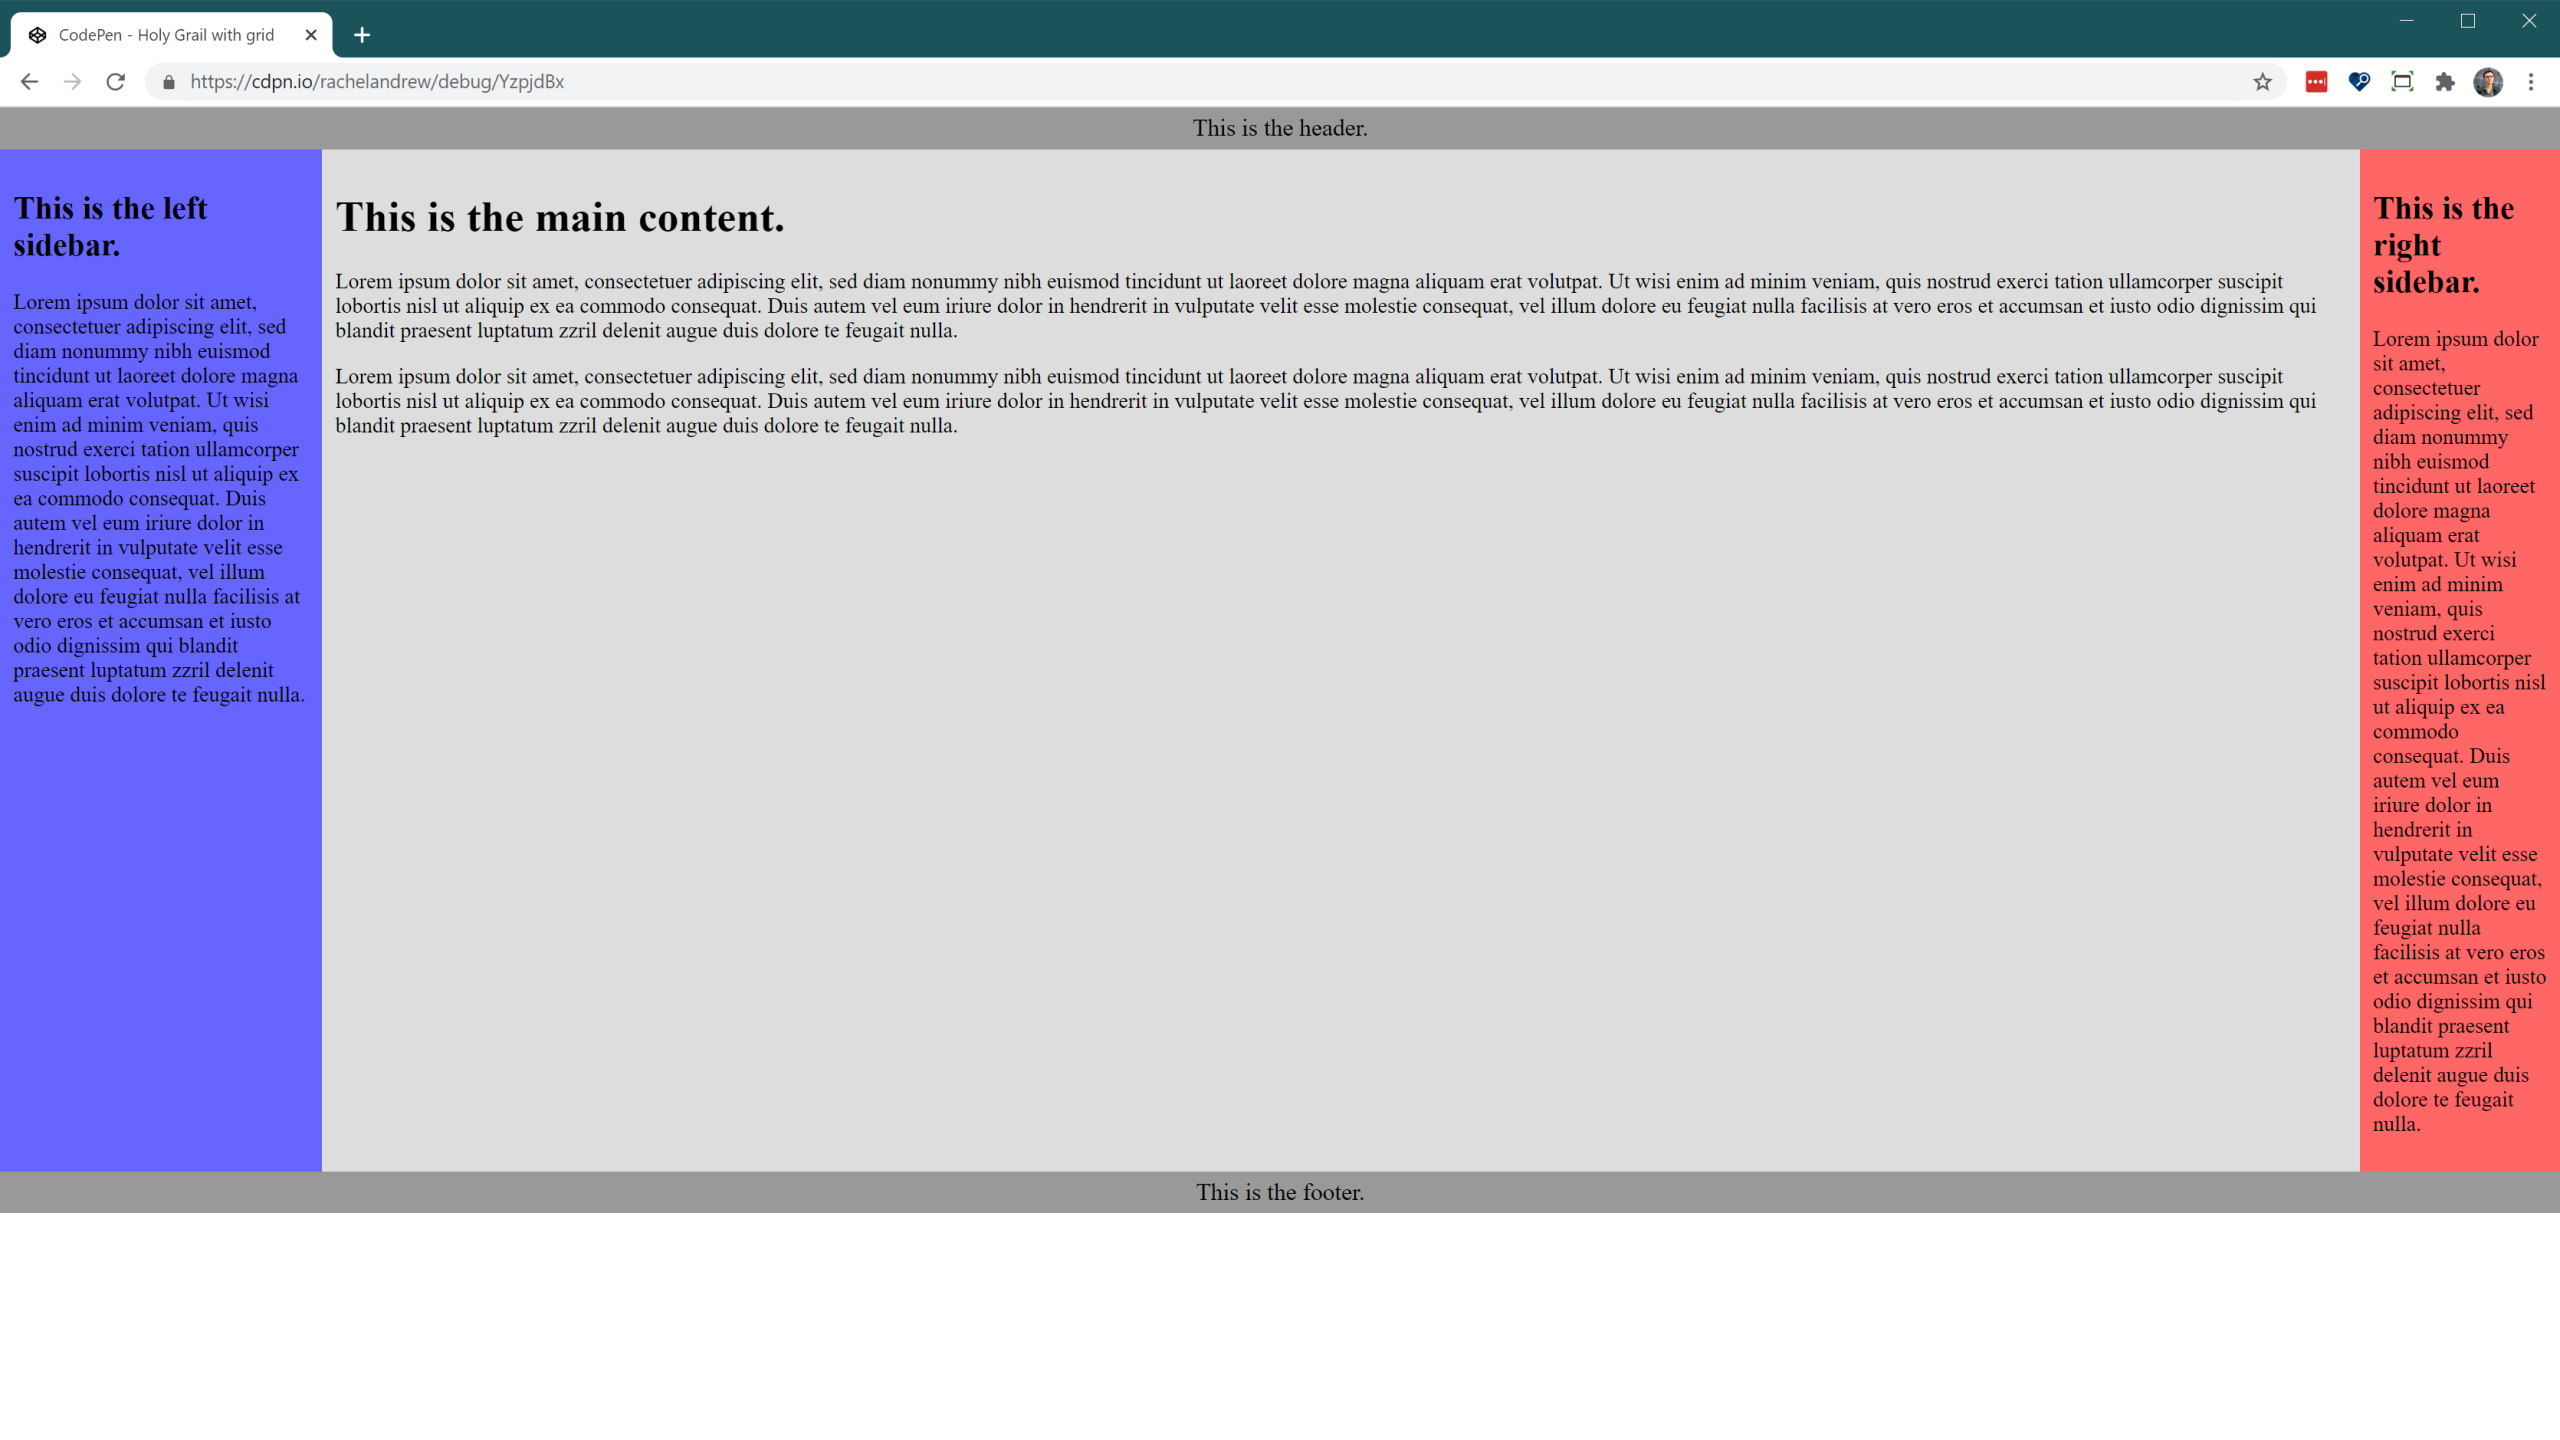 CodePen - Holy Grail with grid
https://cdpn.io/rachelandrew/debug/YzpjdBx
This is the header.
This is the left
sidebar.
Lorem ipsum dolor sit amet,
consectetuer adipiscing elit, sed
diam nonummy nibh euismod
tincidunt ut laoreet dolore magna
aliquam erat volutpat. Ut wisi
enim ad minim veniam, quis
nostrud exerci tation ullamcorper
suscipit lobortis nisl ut aliquip ex
ea commodo consequat. Duis
autem vel eum iriure dolor in
hendrerit in vulputate velit esse
molestie consequat, vel illum
dolore eu feugiat nulla facilisis at
vero eros et accumsan et iusto
odio dignissim qui blandit
praesent luptatum zzril delenit
augue duis dolore te feugait nulla.
This is the main content.
Lorem ipsum dolor sit amet, consectetuer adipiscing elit, sed diam nonummy nibh euismod tincidunt ut laoreet dolore magna aliquam erat volutpat. Ut wisi enim ad minim veniam, quis nostrud exerci tation ullamcorper suscipit
lobortis nisl ut aliquip ex ea commodo consequat. Duis autem vel eum iriure dolor in hendrerit in vulputate velit esse molestie consequat, vel illum dolore eu feugiat nulla facilisis at vero eros et accumsan et iusto odio dignissim qui
blandit praesent luptatum zzril delenit augue duis dolore te feugait nulla.
Lorem ipsum dolor sit amet, consectetuer adipiscing elit, sed diam nonummy nibh euismod tincidunt ut laoreet dolore magna aliquam erat volutpat. Ut wisi enim ad minim veniam, quis nostrud exerci tation ullamcorper suscipit
lobortis nisl ut aliquip ex ea commodo consequat. Duis autem vel eum iriure dolor in hendrerit in vulputate velit esse molestie consequat, vel illum dolore eu feugiat nulla facilisis at vero eros et accumsan et iusto odio dignissim qui
blandit praesent luptatum zzril delenit augue duis dolore te feugait nulla.
This is the
right
sidebar.
Lorem ipsum dolor
sit amet,
consectetuer
adipiscing elit, sed
diam nonummy
nibh euismod
tincidunt ut laoreet
dolore magna
aliquam erat
volutpat. Ut wisi
enim ad minim
veniam, quis
nostrud exerci
tation ullamcorper
suscipit lobortis nisl
ut aliquip ex ea
commodo
consequat. Duis
autem vel eum
iriure dolor in
hendrerit in
vulputate velit esse
molestie consequat,
vel illum dolore eu
feugiat nulla
facilisis at vero eros
et accumsan et iusto
odio dignissim qui
blandit praesent
luptatum zzril
delenit augue duis
dolore te feugait
nulla.
This is the footer.